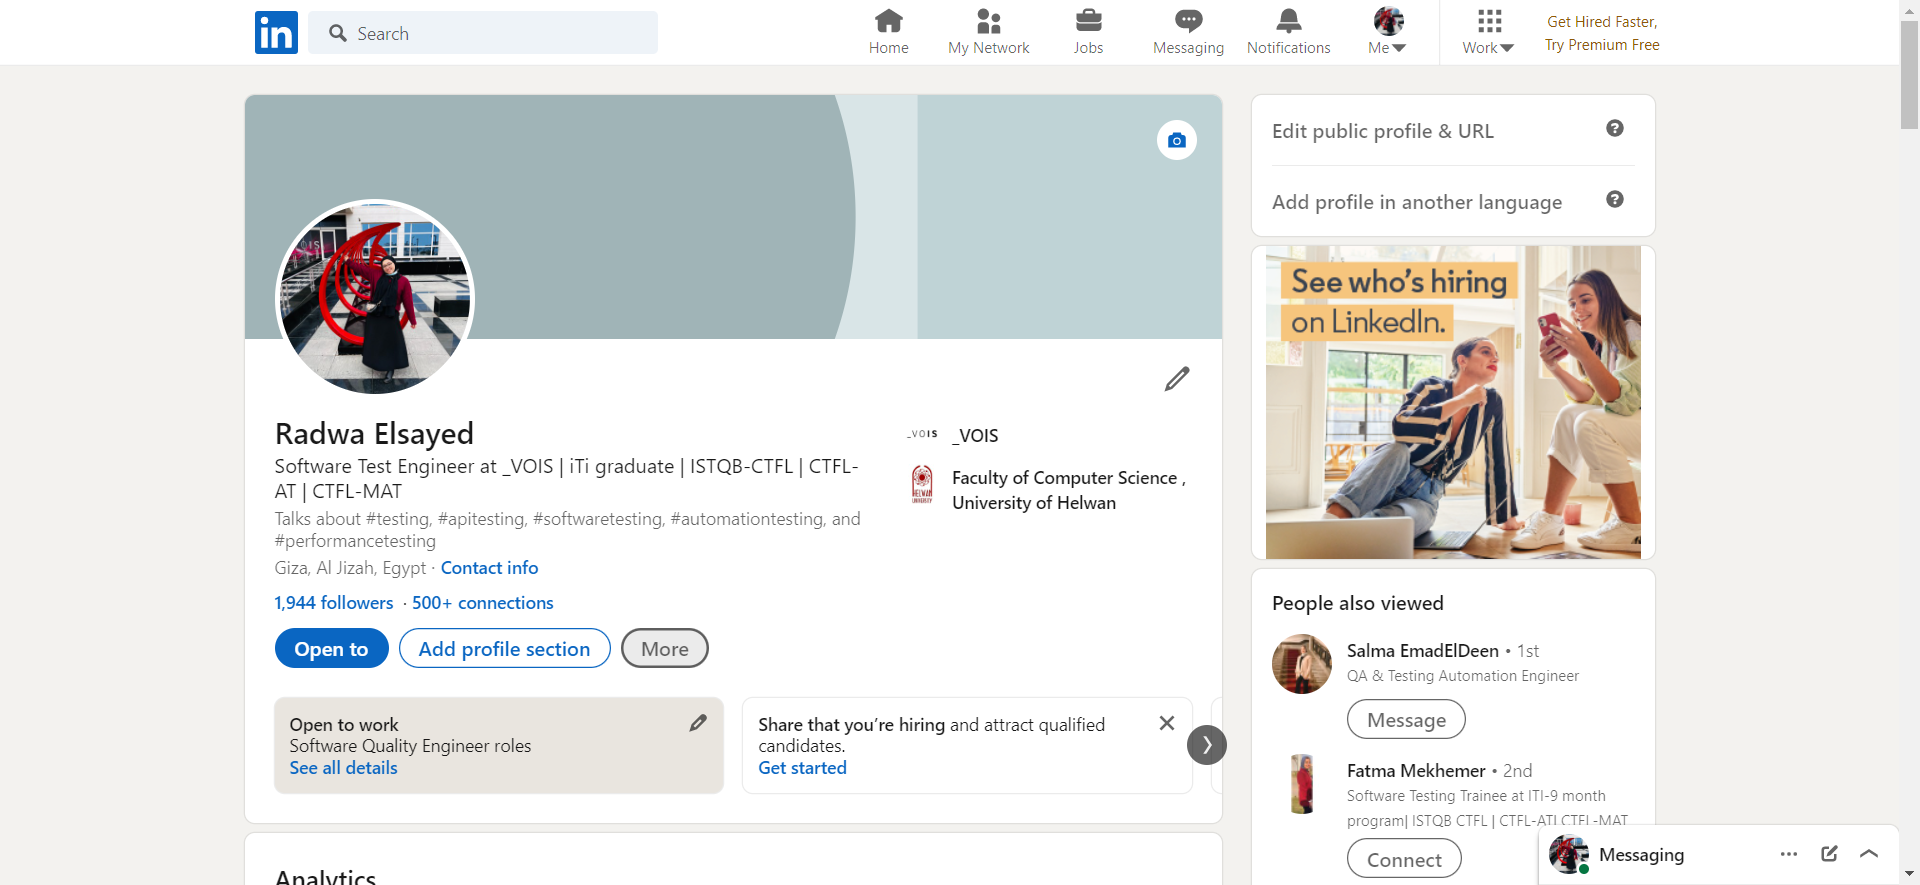 in
Search
Home
My Network
Jobs
Messaging
Notifications
Me
Work
Get Hired Faster,
Try Premium Free
Radwa Elsayed
Software Test Engineer at _VOIS | iTi graduate | ISTQB-CTFL | CTFL-
AT | CTFL-MAT
Talks about #testing, #apitesting, #softwaretesting, #automationtesting, and
#performancetesting
Giza, Al Jizah, Egypt · Contact info
1,944 followers · 500+ connections
Open to
Add profile section
More
_VOIS
_VOIS
HELWAN
UNIVERSITY
Faculty of Computer Science ,
University of Helwan
Open to work
Software Quality Engineer roles
See all details
Share that you're hiring and attract qualified
candidates.
Get started
Analytics
Edit public profile & URL
Add profile in another language
See who's hiring
on LinkedIn.
People also viewed
Salma EmadElDeen • 1st
QA & Testing Automation Engineer
Message
Fatma Mekhemer • 2nd
Software Testing Trainee at ITI-9 month
program| ISTQB CTFL | CTFL-AT| CTFL-MAT
Connect
Messaging